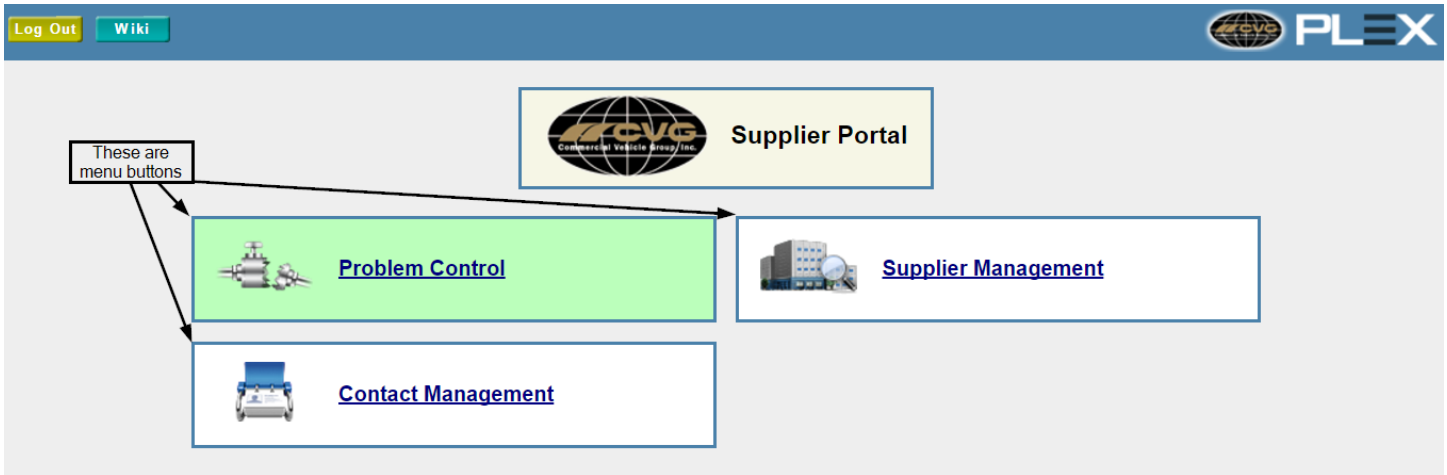 Log Out Wiki
CVG PLEX
CVG
Commercial Vehicle Group, Inc.
Supplier Portal
These are
menu buttons
Problem Control
Supplier Management
Contact Management